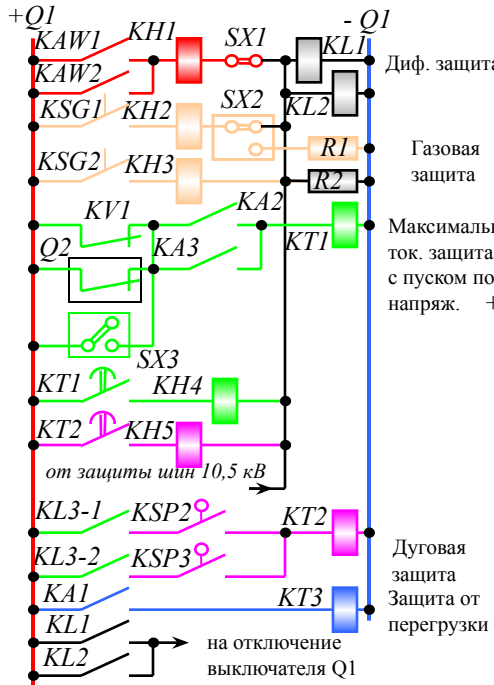 +Q1 - Q1
KAW1 KH1 SX1 KL1
Диф. защита
KAW2 KL2
KSG1 KH2 SX2
R1
Газовая
защита
KSG2 KH3
R2
KV1 KA2
Q2 KA3 KT1
Максималь
ток. защита
с пуском по
напряж. +
SX3
KT1 KH4
KT2 KH5
от защиты шин 10,5 кВ
KL3-1 KSP2 KT2
KL3-2 KSP3
Дуговая
защита
KA1 KT3
Защита от
перегрузки
KL1
KL2
на отключение
выключателя Q1